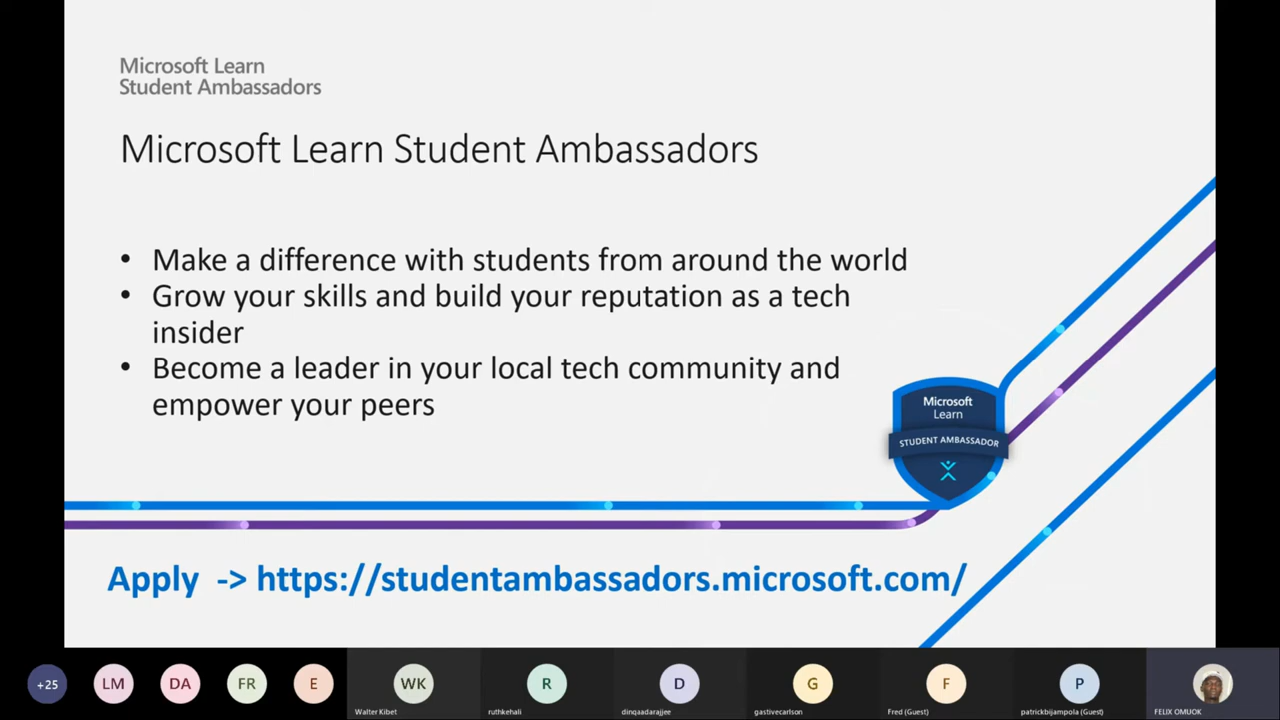 Microsoft Learn
Student Ambassadors
Microsoft Learn Student Ambassadors
• Make a difference with students from around the world
• Grow your skills and build your reputation as a tech
insider
• Become a leader in your local tech community and
empower your peers
Microsoft
Learn
STUDENT AMBASSADOR
Apply -> https://studentambassadors.microsoft.com/
+25
LM
DA
FR
E
WK
R
D
G
F
P
Walter Kibet
ruthkehali
dinqaadarajjee
gastivecarlson
Fred (Guest)
patrickbijampola (Guest)
FELIX OMUOK